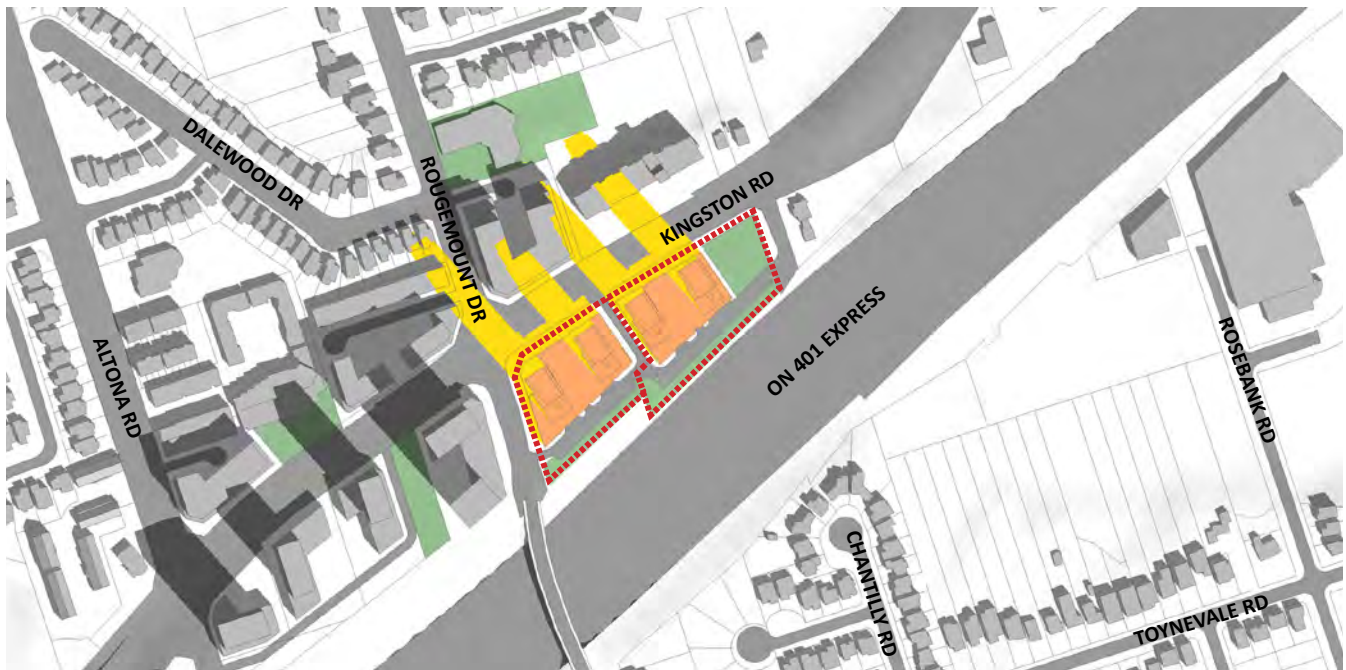 DALEWOOD DR
ROUGEMOUNT DR
KINGSTON RD
ALTONA RD
ON 401 EXPRESS
ROSEBANK RD
CHANTILLY RD
TOYNEVALE RD